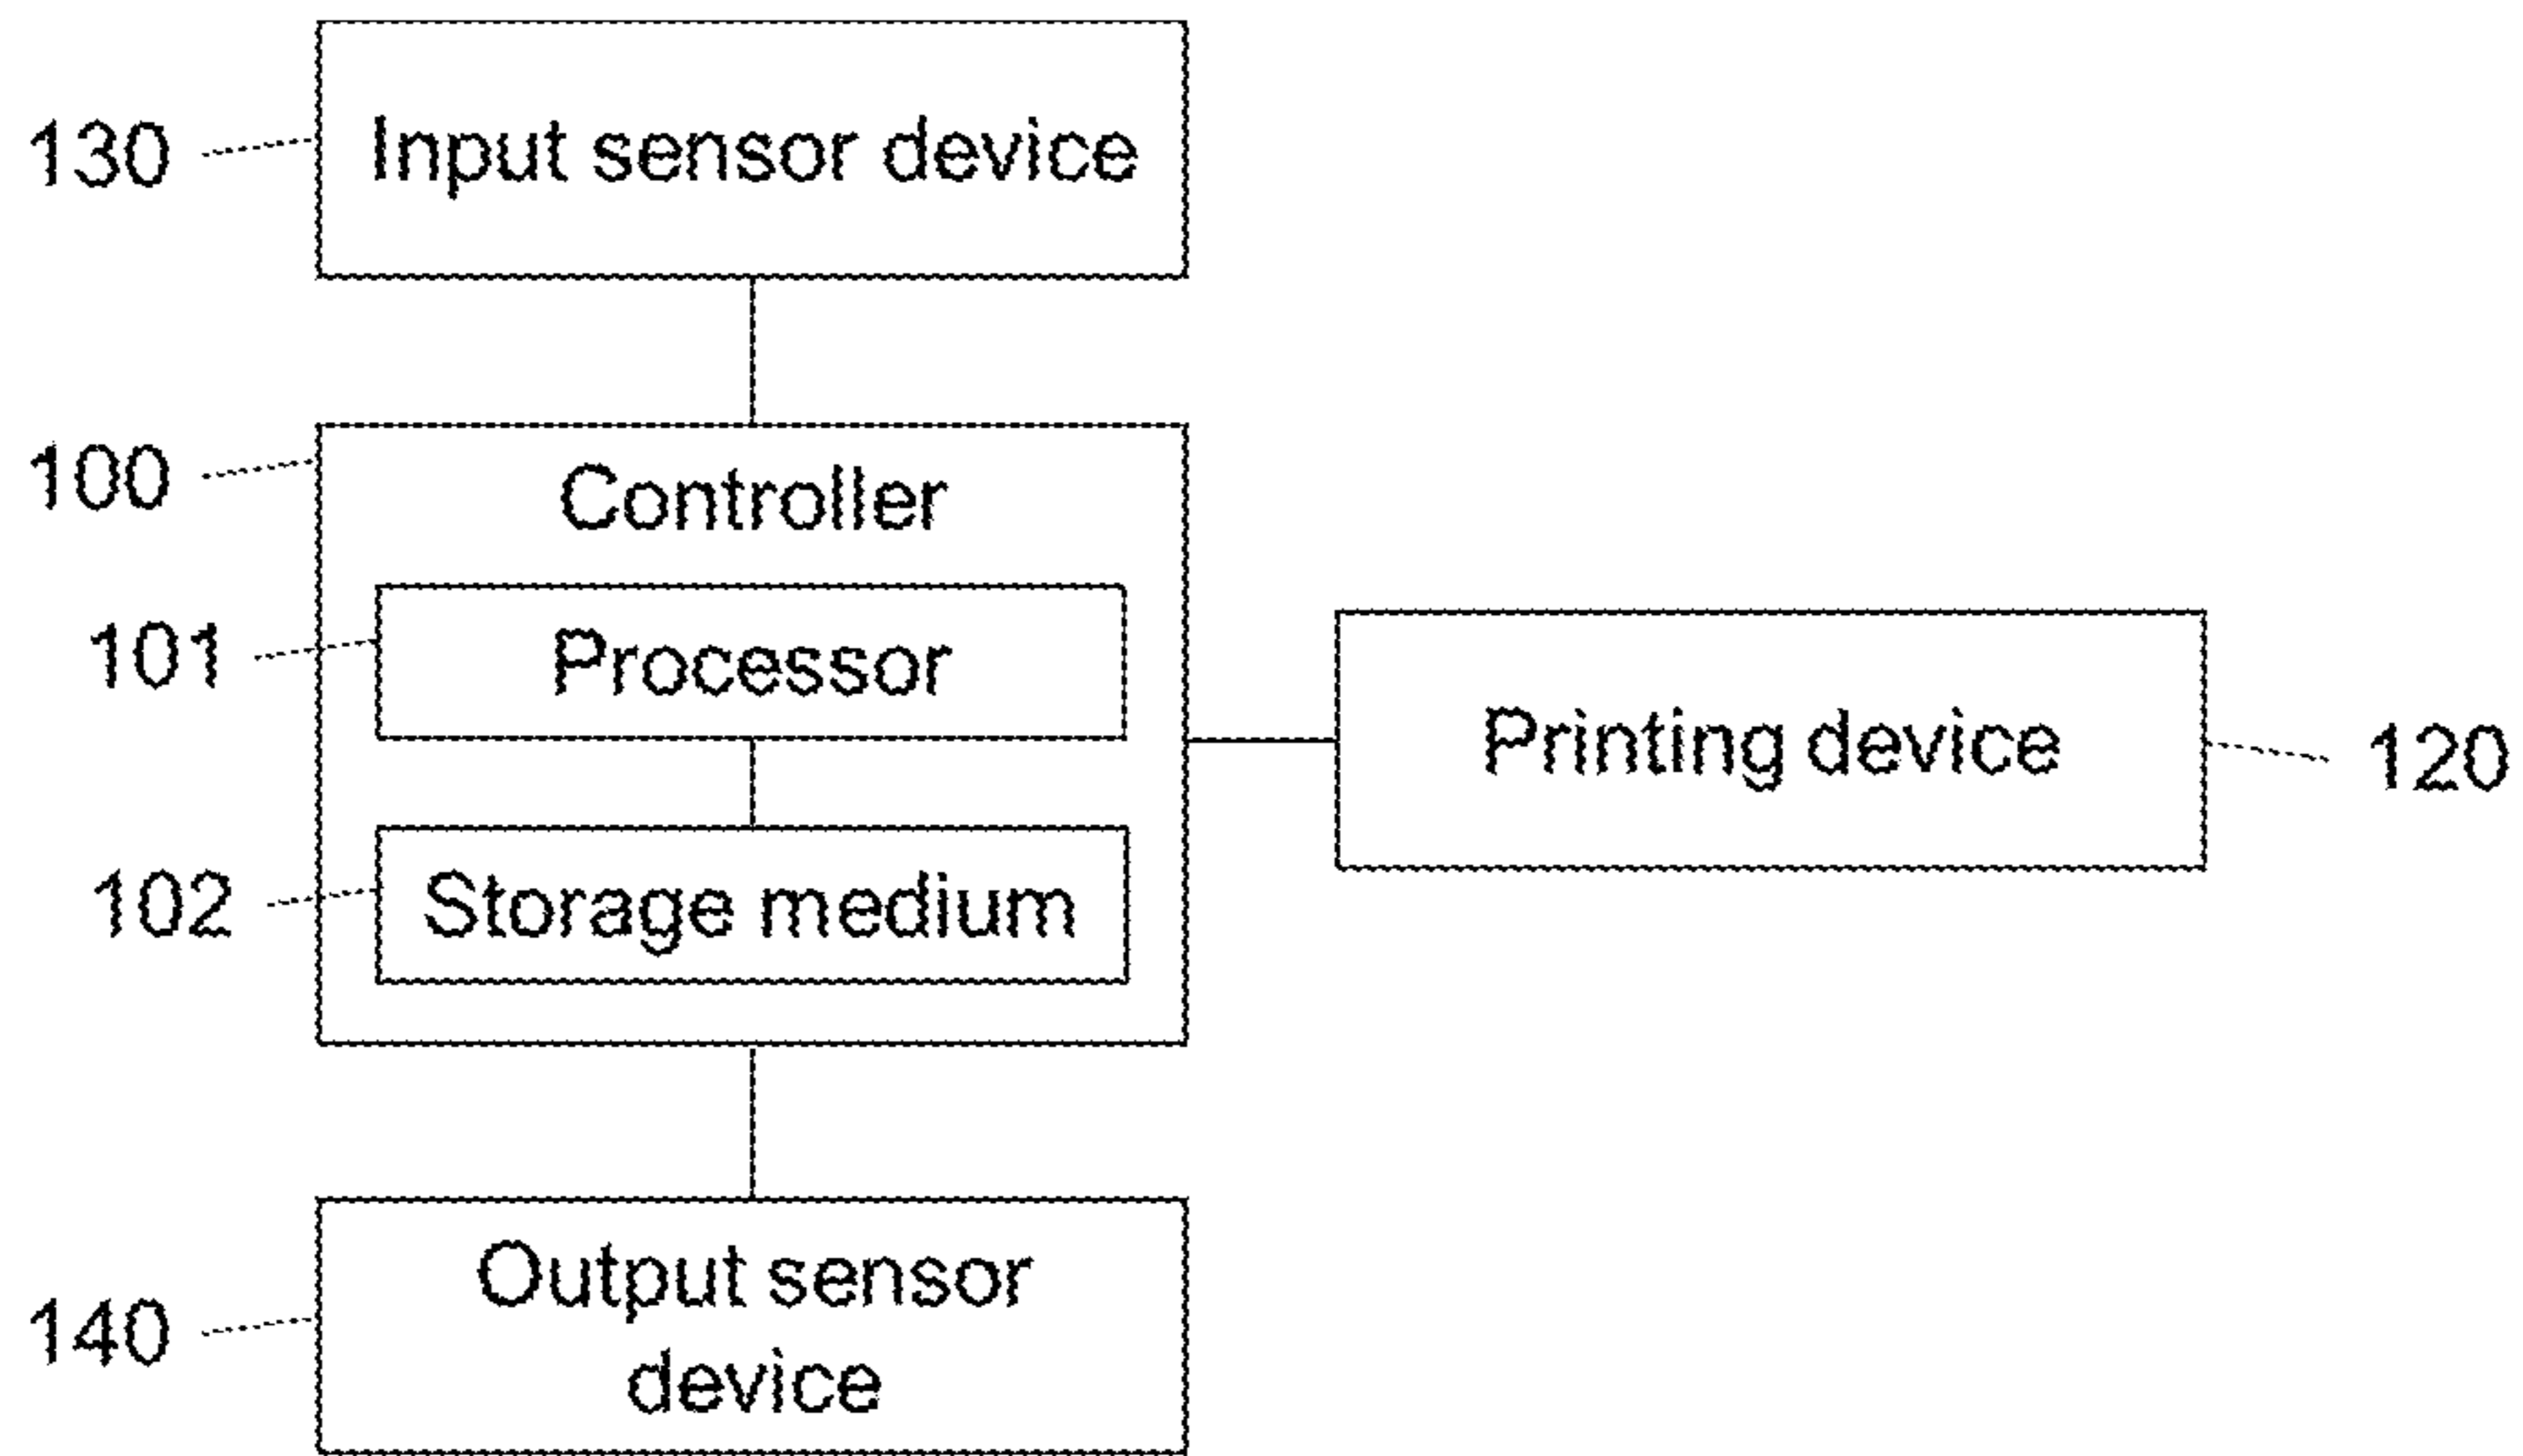 130
Input sensor device
100
Controller
101
Processor
Printing device
120
102
Storage medium
140
Output sensor
device